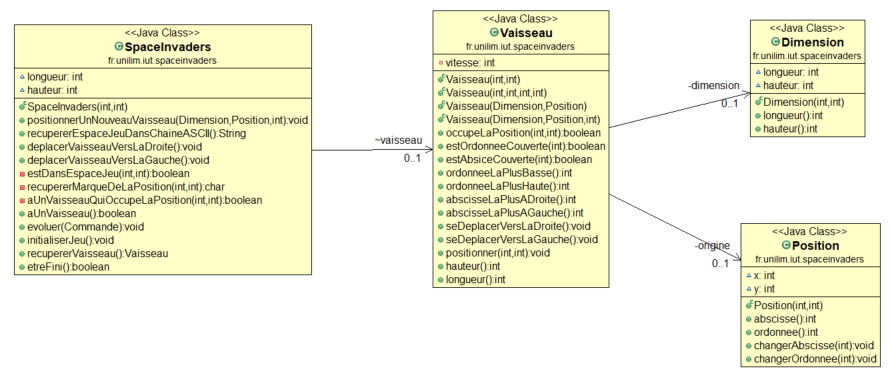 <<Java Class>>
SpaceInvaders
fr.unilim.iut.spaceinvaders
longueur: int
hauteur: int
SpaceInvaders(int,int)
positionnerUnNouveauVaisseau(Dimension,Position,int):void
recupererEspaceJeuDansChaineASCII():String
deplacerVaisseauVersLaDroite():void
deplacerVaisseauVersLaGauche():void
estDansEspaceJeu(int,int):boolean
recupererMarqueDeLaPosition(int,int):char
aUnVaisseauQuiOccupeLaPosition(int,int):boolean
aUnVaisseau():boolean
evoluer(Commande):void
initialiserJeu():void
recupererVaisseau():Vaisseau
etreFini():boolean
~vaisseau
0..1
<<Java Class>>
Vaisseau
fr.unilim.iut.spaceinvaders
vitesse: int
Vaisseau(int,int)
Vaisseau(int,int,int,int)
Vaisseau(Dimension,Position)
Vaisseau(Dimension,Position,int)
occupeLaPosition(int,int):boolean
estOrdonneeCouverte(int):boolean
estAbsiceCouverte(int):boolean
ordonneeLaPlusBasse():int
ordonneeLaPlusHaute():int
abscisseLaPlusADroite():int
abscisseLaPlusAGauche():int
seDeplacerVersLaDroite():void
seDeplacerVersLaGauche():void
positionner(int,int):void
hauteur():int
longueur():int
-dimension
0..1
<<Java Class>>
Dimension
fr.unilim.iut.spaceinvaders
longueur: int
hauteur: int
Dimension(int,int)
longueur():int
hauteur():int
-origine
0..1
<<Java Class>>
Position
fr.unilim.iut.spaceinvaders
x: int
y: int
Position(int,int)
abscisse():int
ordonnee():int
changerAbscisse(int):void
changerOrdonnee(int):void